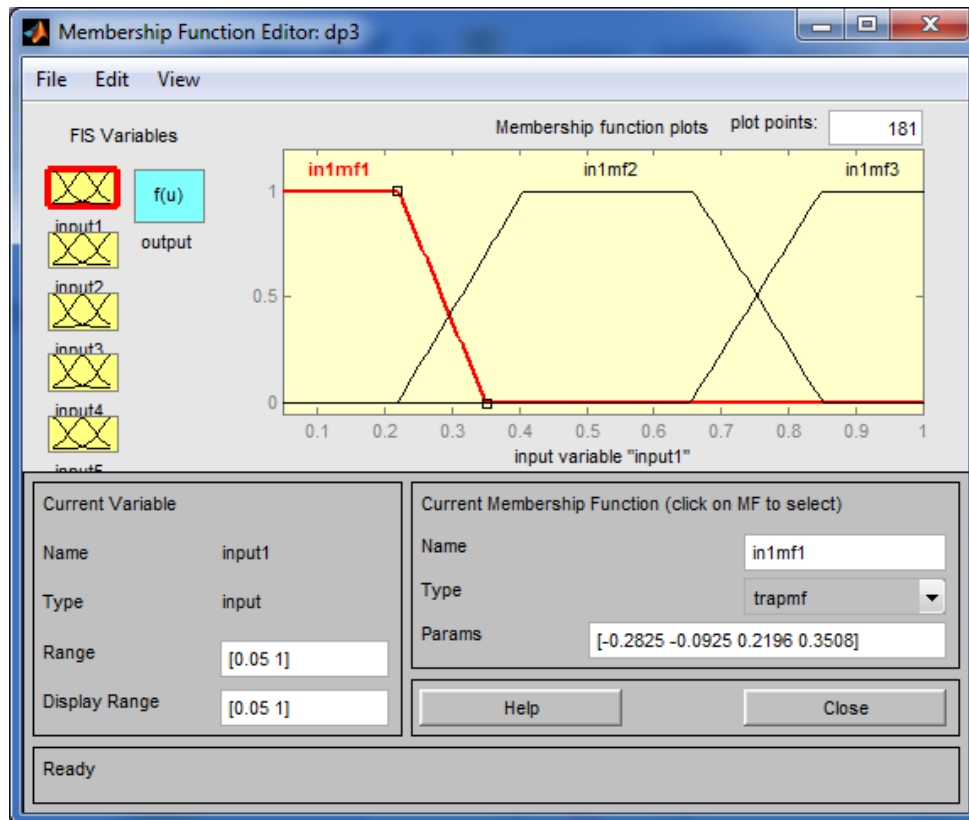 Membership Function Editor: dp3
File Edit View
FIS Variables
Membership function plots plot points: 181
f(u)
input1
output
input2
input3
input4
input5
in1mf1 in1mf2 in1mf3
1
0.5
0
0.1 0.2 0.3 0.4 0.5 0.6 0.7 0.8 0.9 1
input variable "input1"
Current Variable
Name input1
Type input
Range [0.05 1]
Display Range [0.05 1]
Current Membership Function (click on MF to select)
Name in1mf1
Type trapmf
Params [-0.2825 -0.0925 0.2196 0.3508]
Help Close
Ready